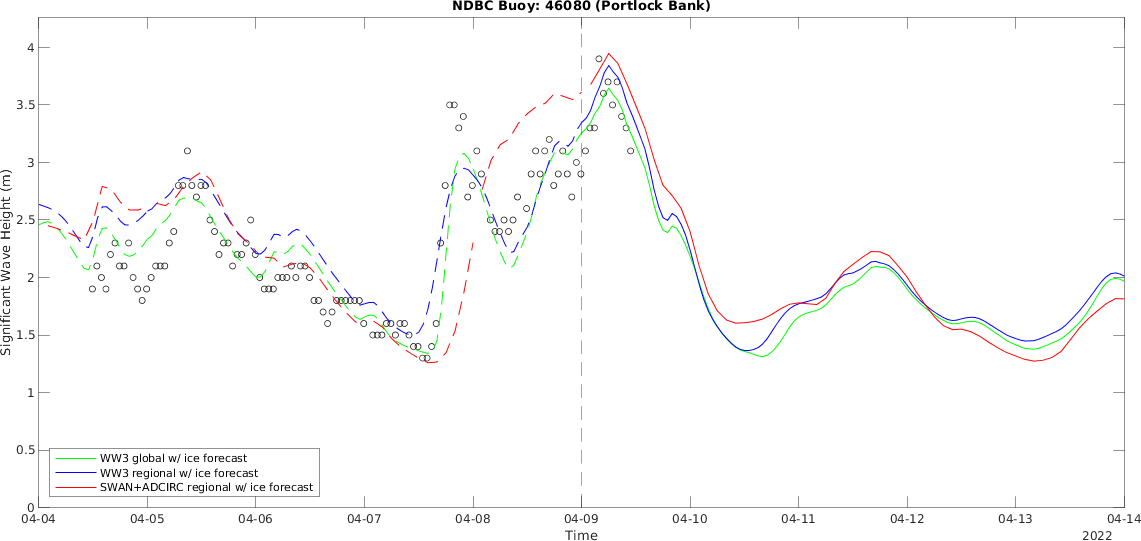 NDBC Buoy: 46080 (Portlock Bank)
Significant Wave Height (m)
4
3.5
3
2.5
2
1.5
1
0.5
0
WW3 global w/ ice forecast
WW3 regional w/ ice forecast
SWAN+ADCIRC regional w/ ice forecast
04-04 04-05 04-06 04-07 04-08 04-09 04-10 04-11 04-12 04-13 04-14
Time
2022